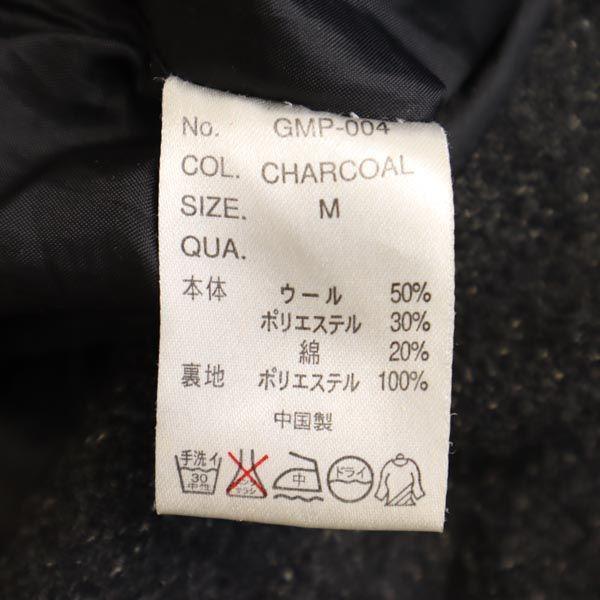 No. GMP-004
COL. CHARCOAL
SIZE. M
QUA.
本体 ウール 50%
ポリエステル 30%
綿 20%
裏地 ポリエステル 100%
中国製
手洗イ
30
中性
中
ドライ